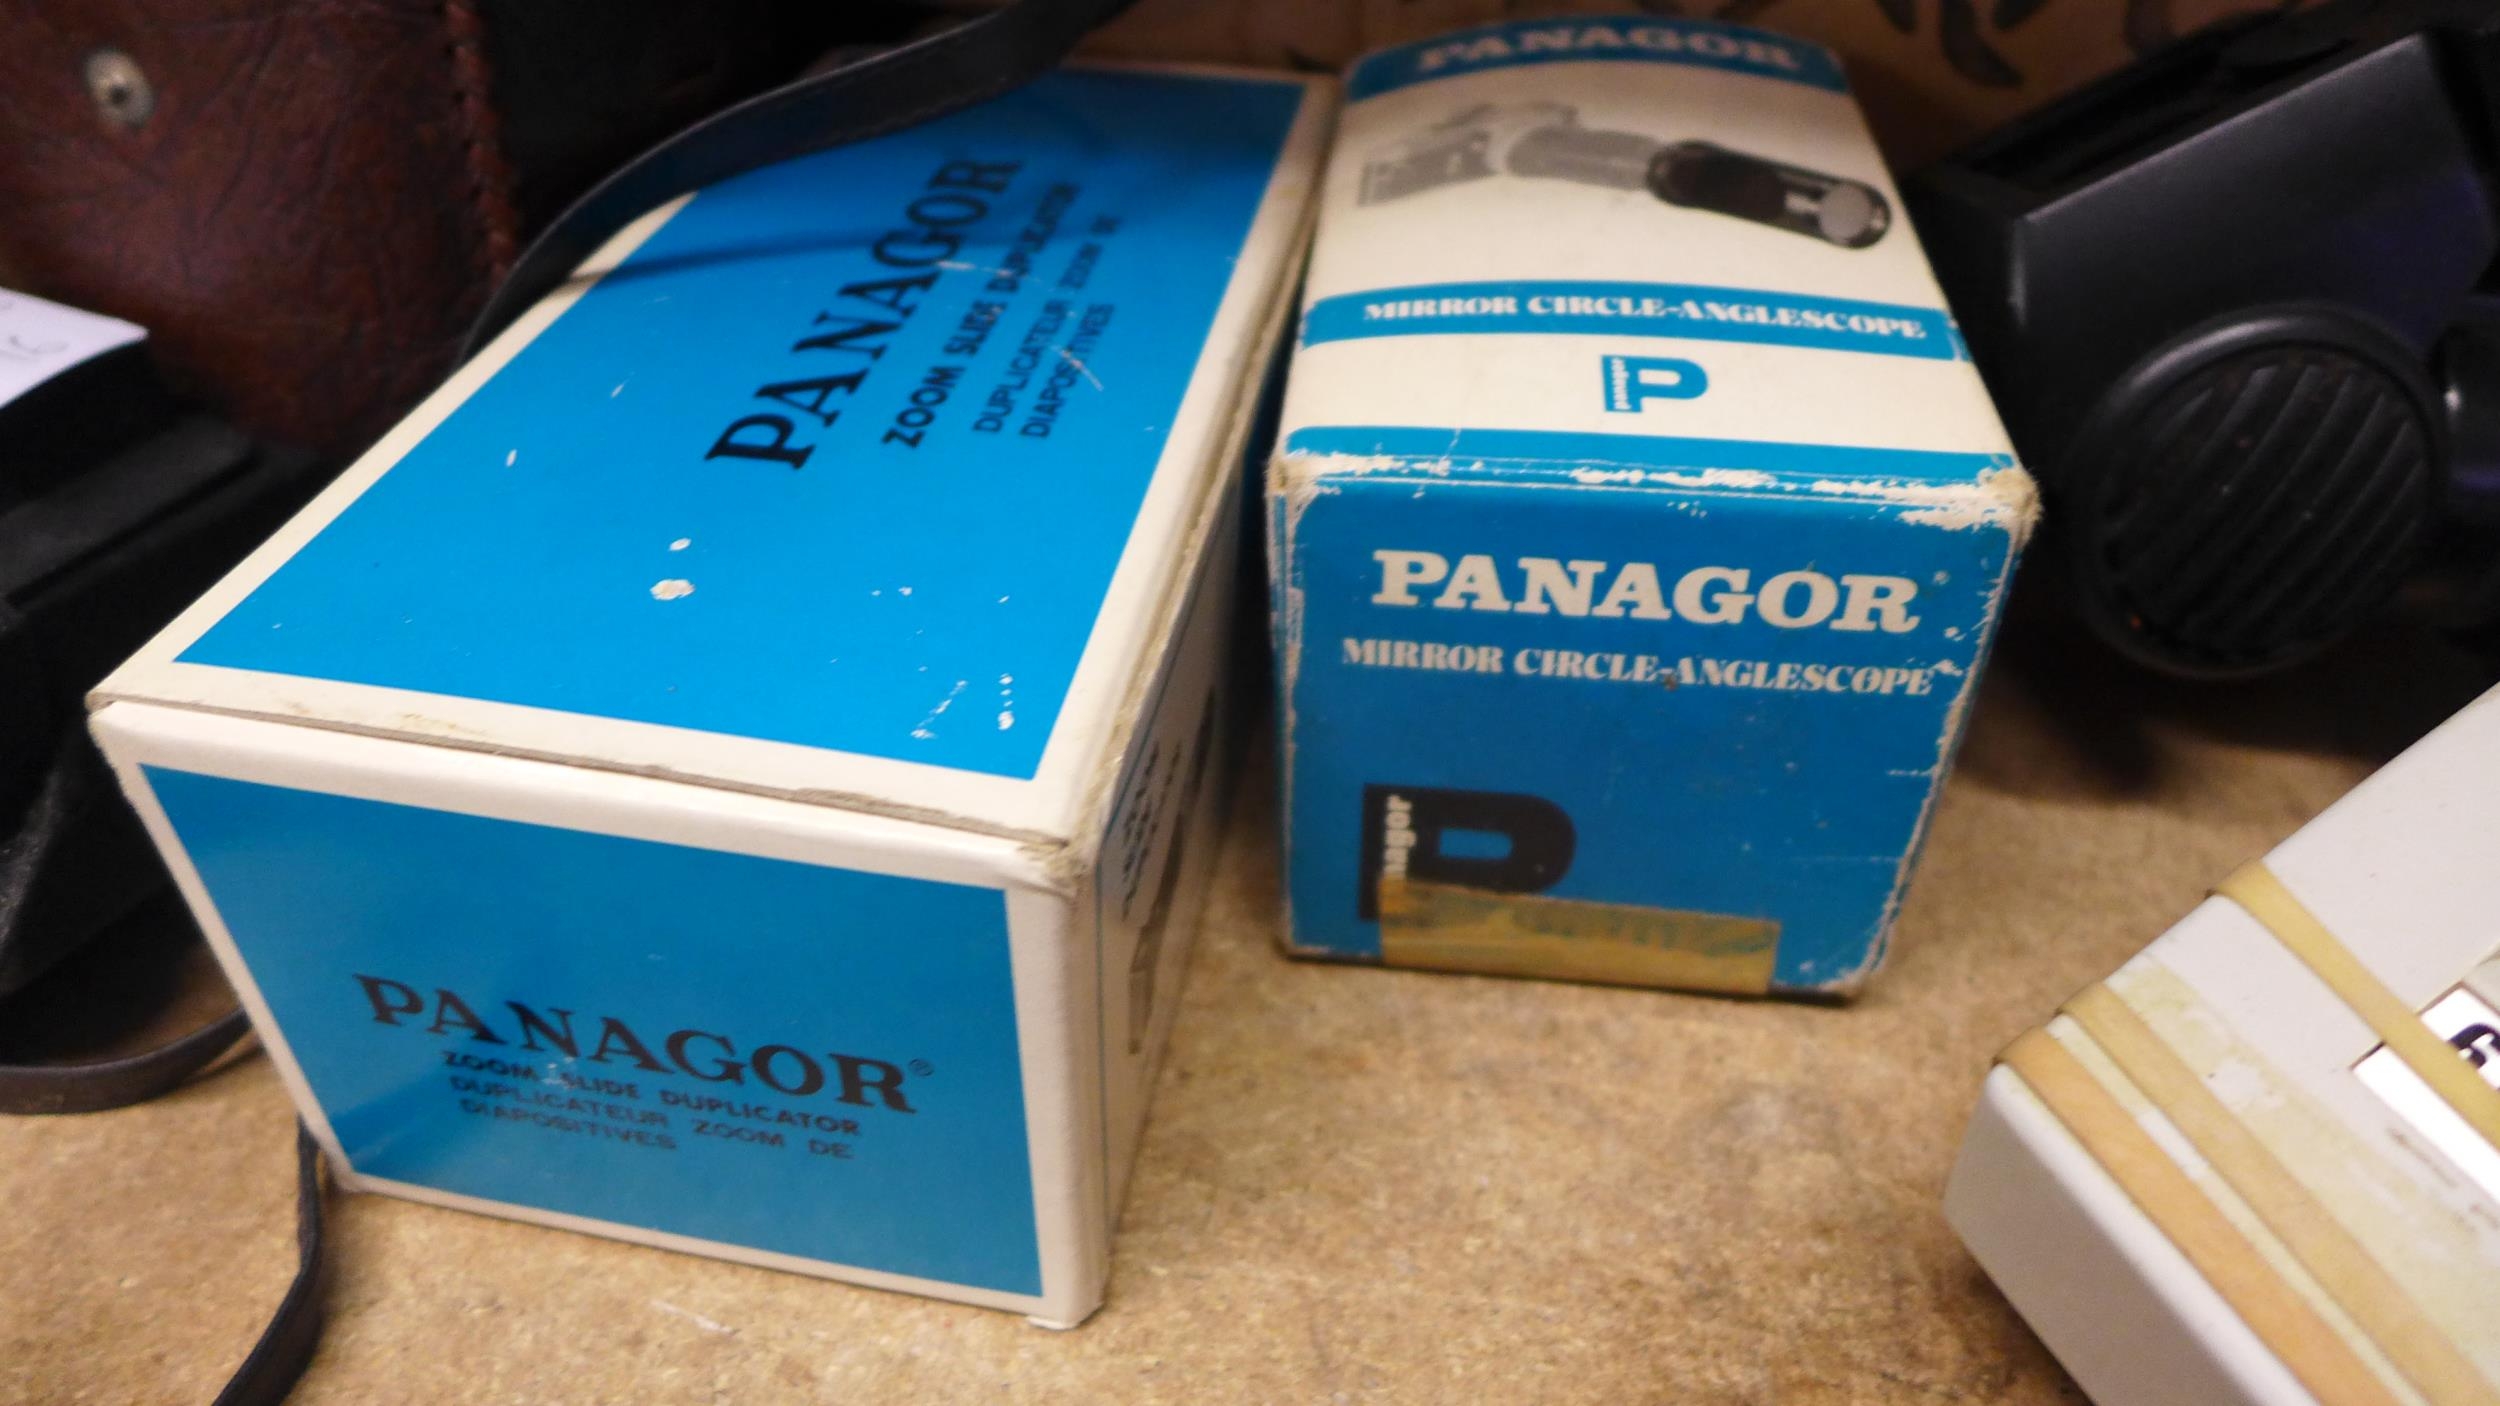 PANAGOR
ZOOM SLIDE DUPLICATOR
DUPLICATEUR ZOOM DE
DIAPOSITIVES
PANAGOR®
ZOOM SLIDE DUPLICATOR
DUPLICATEUR ZOOM DE
DIAPOSITIVES
PANAGOR
MIRROR CIRCLE-ANGLESCOPE
panagor
PANAGOR
MIRROR CIRCLE-ANGLESCOPE
panagor